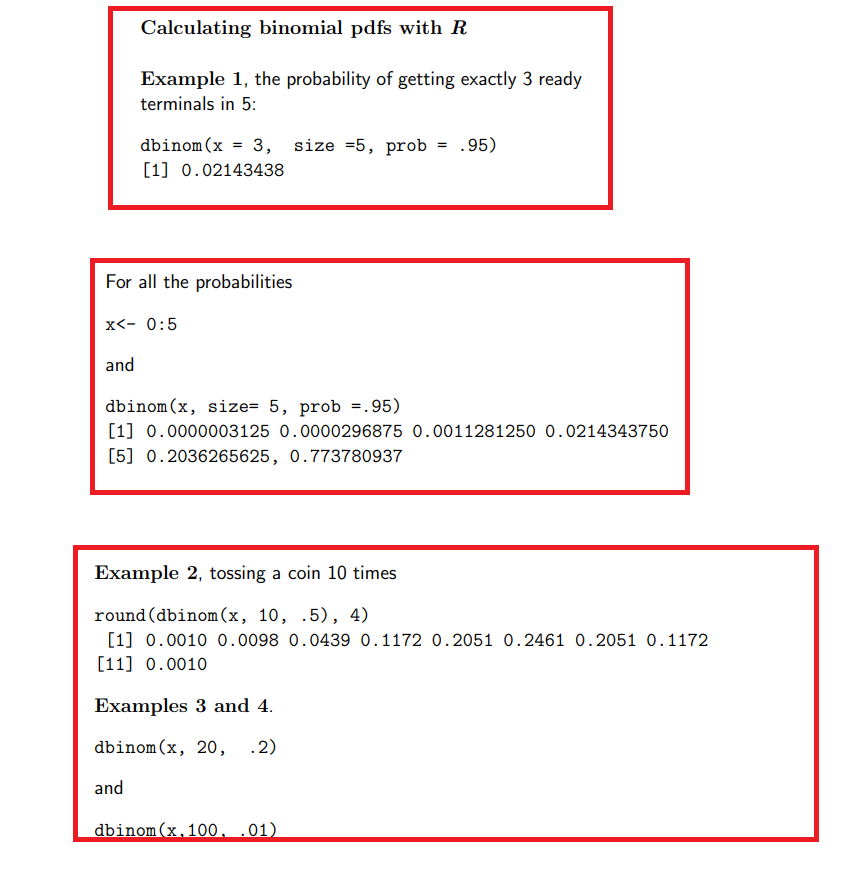 Calculating binomial pdfs with R
Example 1, the probability of getting exactly 3 ready
terminals in 5:
dbinom(x = 3, size =5, prob = .95)
[1] 0.02143438
For all the probabilities
x<- 0:5
and
dbinom(x, size= 5, prob =.95)
[1] 0.0000003125 0.0000296875 0.0011281250 0.0214343750
[5] 0.2036265625, 0.773780937
Example 2, tossing a coin 10 times
round(dbinom(x, 10, .5), 4)
[1] 0.0010 0.0098 0.0439 0.1172 0.2051 0.2461 0.2051 0.1172
[11] 0.0010
Examples 3 and 4.
dbinom(x, 20, .2)
and
dbinom(x,100, .01)